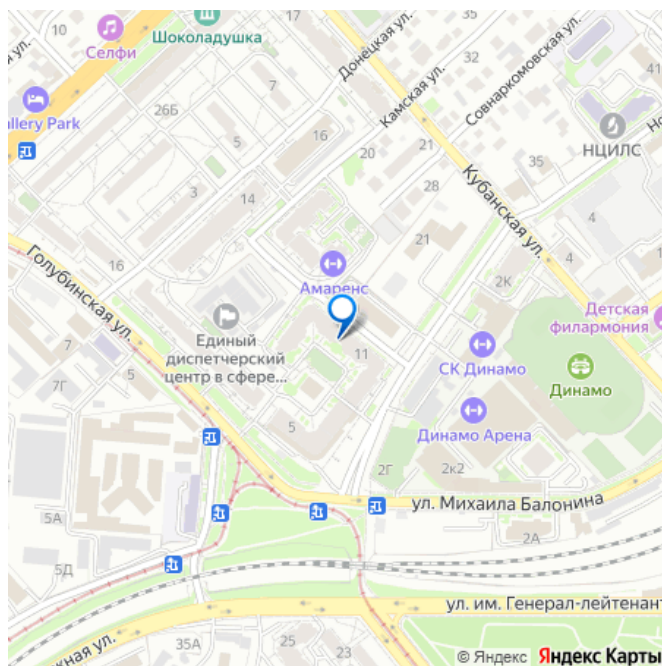 10
Селфи
Шоколадушка
Донецкая ул.
32
26Б
Камская ул.
Совнаркомовская ул.
41
allery Park
16
НЦИЛС
Но
3
5
14
20
21
35
28
Кубанская ул.
4
21
4
16
Голубинская ул.
Амаренс
2К
7
Единый
диспетчерский
центр в сфере...
11
Детская
филармония
СК Динамо
Динамо
7Г
5
5
Динамо Арена
2Г
2к2
ул. Михаила Балонина
5А
2А
5Д
ул. им. Генерал-лейтенант
жная ул.
35А
25
23
© Яндекс Яндекс Карты